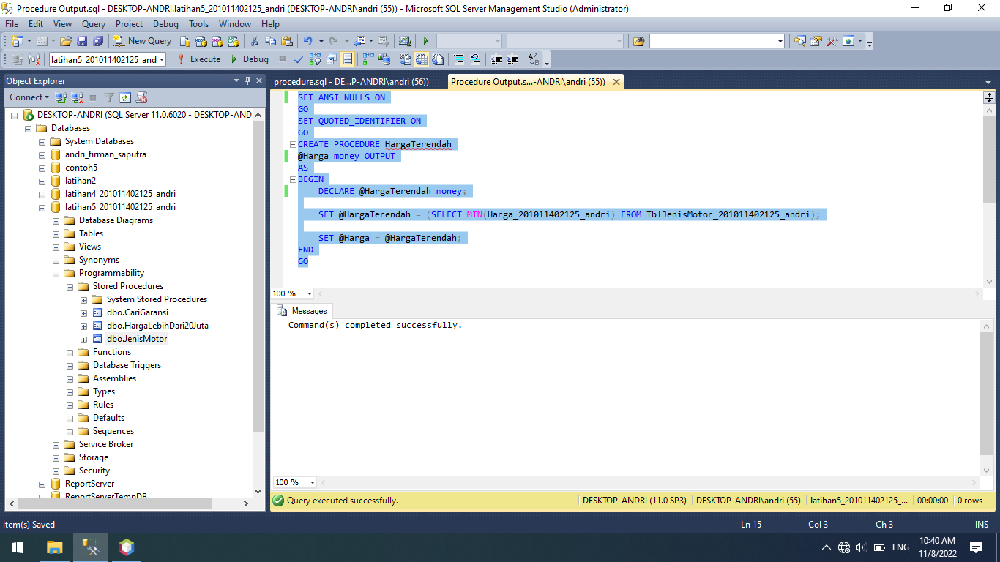 Procedure Output.sql - DESKTOP-ANDRI.latihan5_201011402125_andri (DESKTOP-ANDRI\andri (55)) - Microsoft SQL Server Management Studio (Administrator)
File Edit View Query Project Debug Tools Window Help
New Query
latihan5_201011402125_and
Execute Debug
Object Explorer
Connect
DESKTOP-ANDRI (SQL Server 11.0.6020 - DESKTOP-AND
Databases
System Databases
andri_firman_saputra
contoh5
latihan2
latihan4_201011402125_andri
latihan5_201011402125_andri
Database Diagrams
Tables
Views
Synonyms
Programmability
Stored Procedures
System Stored Procedures
dbo.CariGaransi
dbo.HargaLebihDari20Juta
dbo.JenisMotor
Functions
Database Triggers
Assemblies
Types
Rules
Defaults
Sequences
Service Broker
Storage
Security
ReportServer
ReportServerTempDB
procedure.sql - DE...P-ANDRI\andri (56))
Procedure Output.s...-ANDRI\andri (55))
SET ANSI_NULLS ON
GO
SET QUOTED_IDENTIFIER ON
GO
CREATE PROCEDURE HargaTerendah
@Harga money OUTPUT
AS
BEGIN
DECLARE @HargaTerendah money;
SET @HargaTerendah = (SELECT MIN(Harga_201011402125_andri) FROM TblJenisMotor_201011402125_andri);
SET @Harga = @HargaTerendah;
END
GO
100 %
Messages
Command(s) completed successfully.
100 %
Query executed successfully.
DESKTOP-ANDRI (11.0 SP3)
DESKTOP-ANDRI\andri (55)
latihan5_201011402125_...
00:00:00
0 rows
Item(s) Saved
Ln 15
Col 3
Ch 3
INS
ENG
10:40 AM
11/8/2022